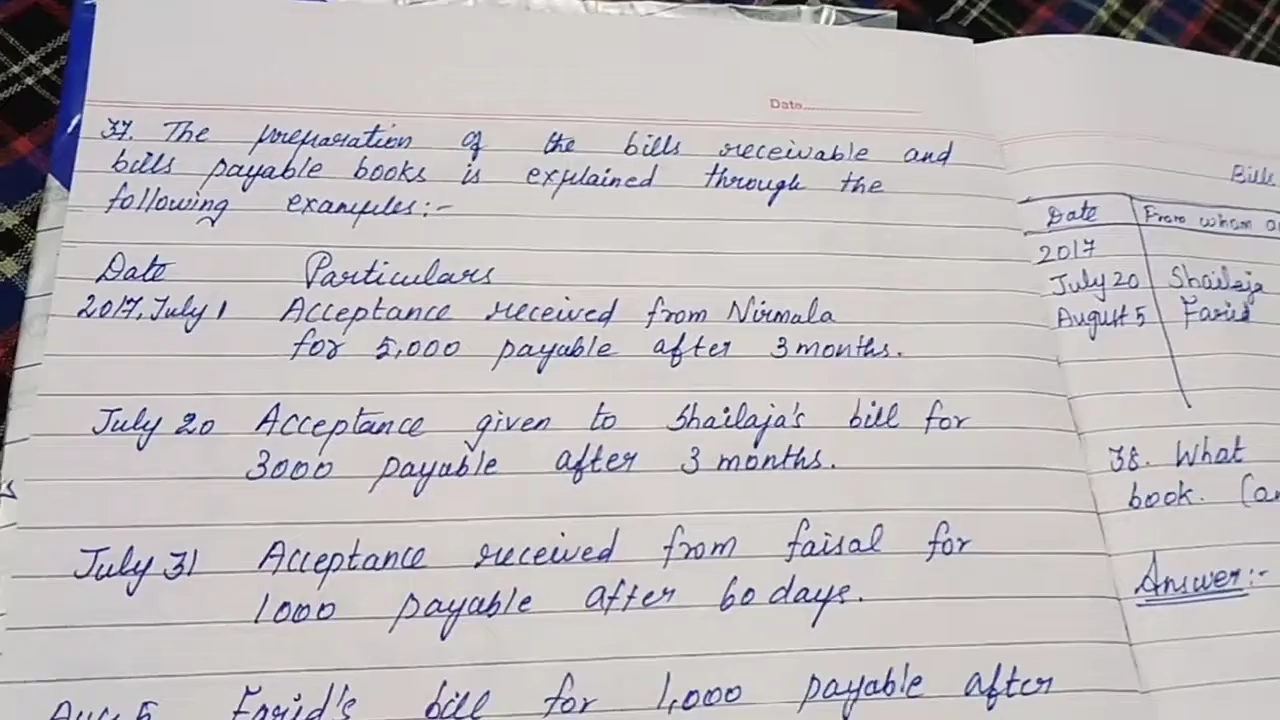 Date
37. The preparation of the bills receivable and
bills payable books is explained through the
following examples:-
Date Particulars
2017, July 1 Acceptance received from Nirmala
for 5,000 payable after 3 months.
July 20 Acceptance given to Shailaja's bill for
3000 payable after 3 months.
July 31 Acceptance received from faisal for
1000 payable after 60 days.
Aug 5 Farid's bill for 1,000 payable after
Bills
Date From whom
2017
July 20 Shailaja
August 5 Farid
38. What
book.
Answer:-